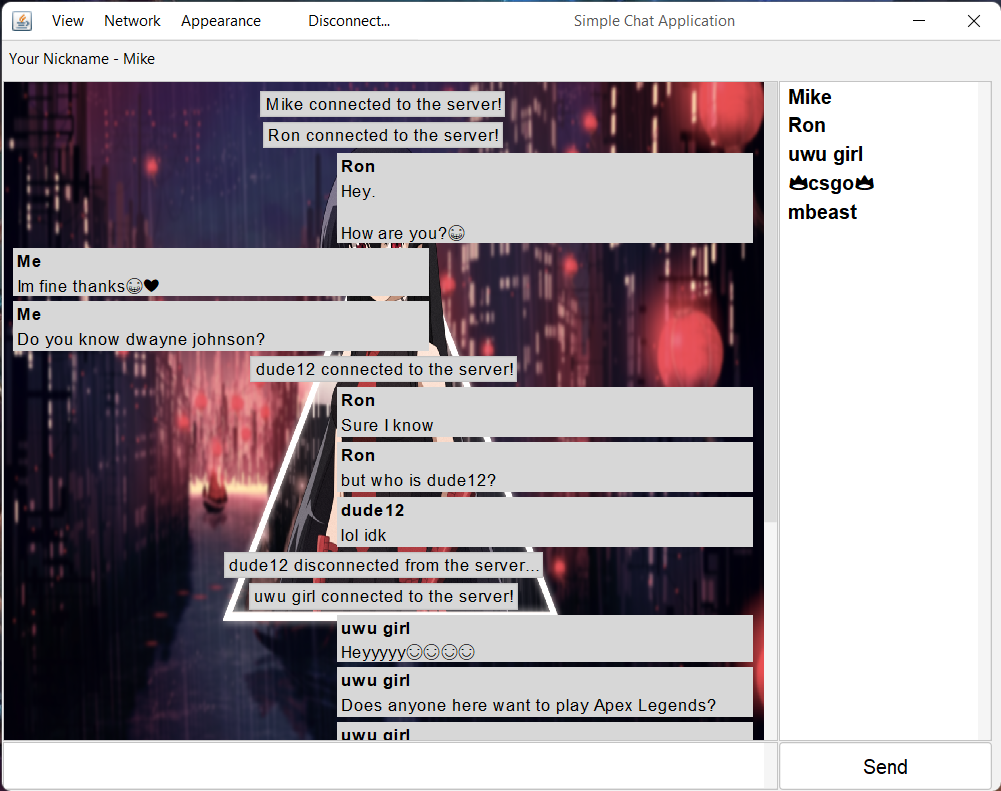 View Network Appearance Disconnect... Simple Chat Application
Your Nickname - Mike
Mike connected to the server!
Ron connected to the server!
Ron
Hey.
How are you?😀
Me
Im fine thanks😀♥
Me
Do you know dwayne johnson?
dude12 connected to the server!
Ron
Sure I know
Ron
but who is dude12?
dude12
lol idk
dude12 disconnected from the server...
uwu girl connected to the server!
uwu girl
Heyyyyy☺☺☺☺
uwu girl
Does anyone here want to play Apex Legends?
uwu girl
Mike
Ron
uwu girl
👑csgo👑
mbeast
Send